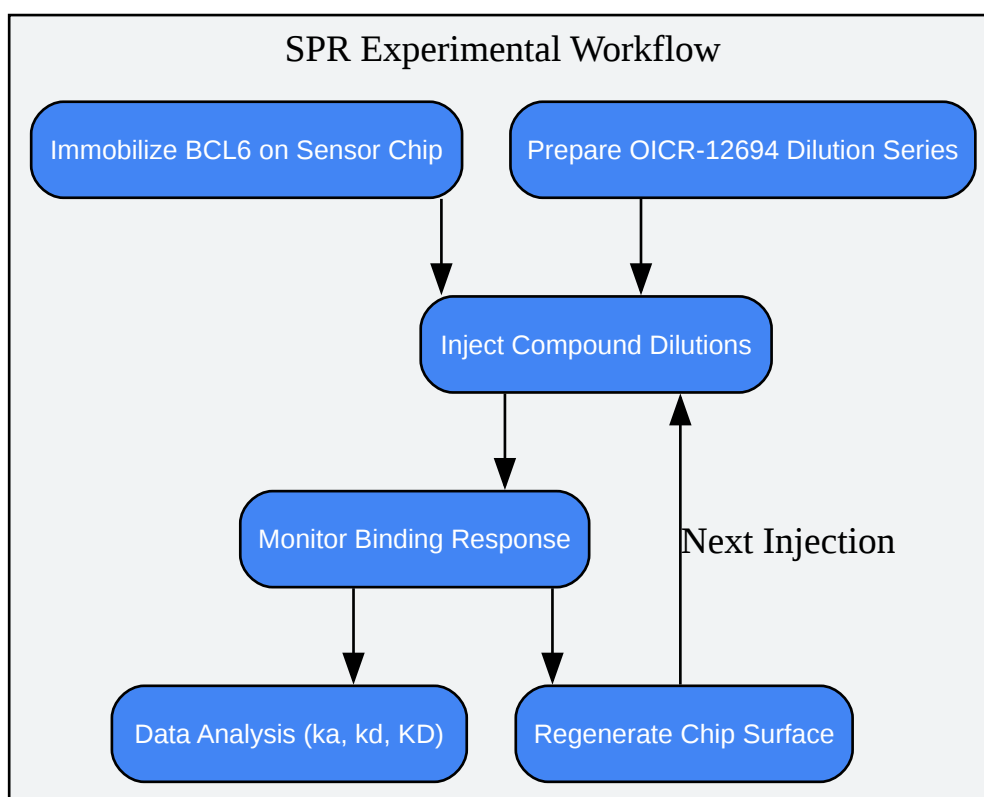 SPR Experimental Workflow
Immobilize BCL6 on Sensor Chip
Prepare OICR-12694 Dilution Series
Inject Compound Dilutions
Monitor Binding Response
Next Injection
Data Analysis (ka, kd, KD)
Regenerate Chip Surface